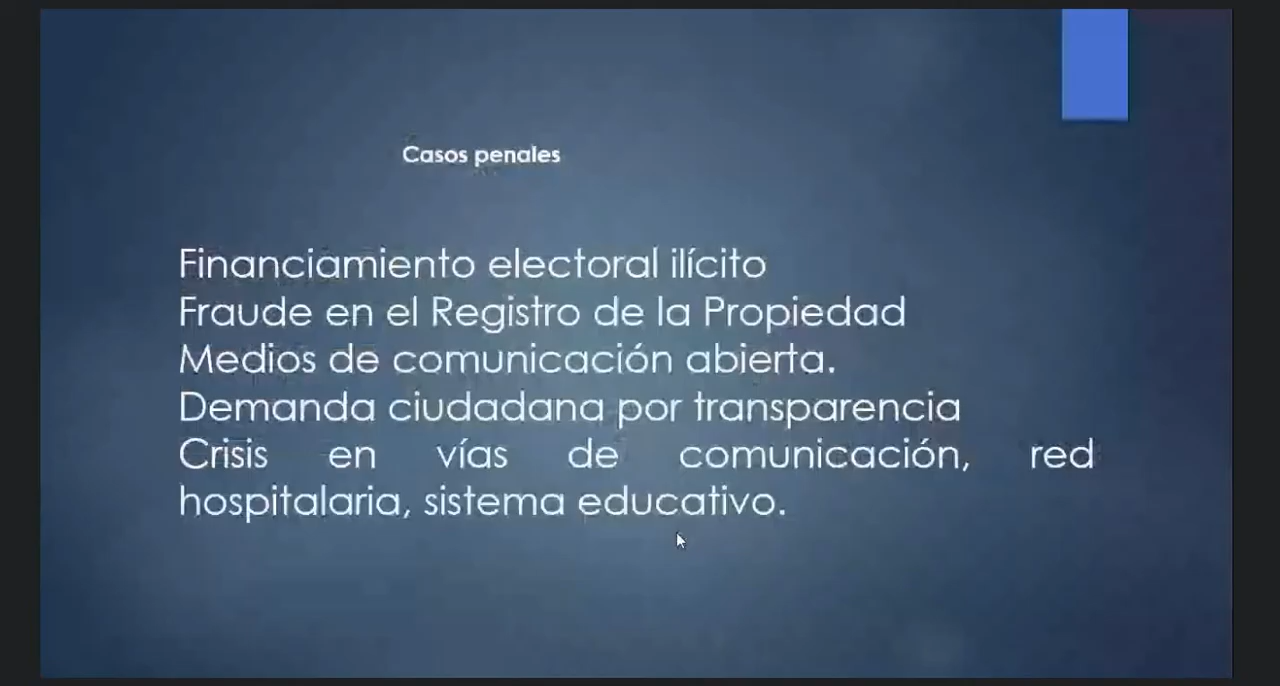 Casos penales
Financiamiento electoral ilícito
Fraude en el Registro de la Propiedad
Medios de comunicación abierta.
Demanda ciudadana por transparencia
Crisis en vías de comunicación, red
hospitalaria, sistema educativo.